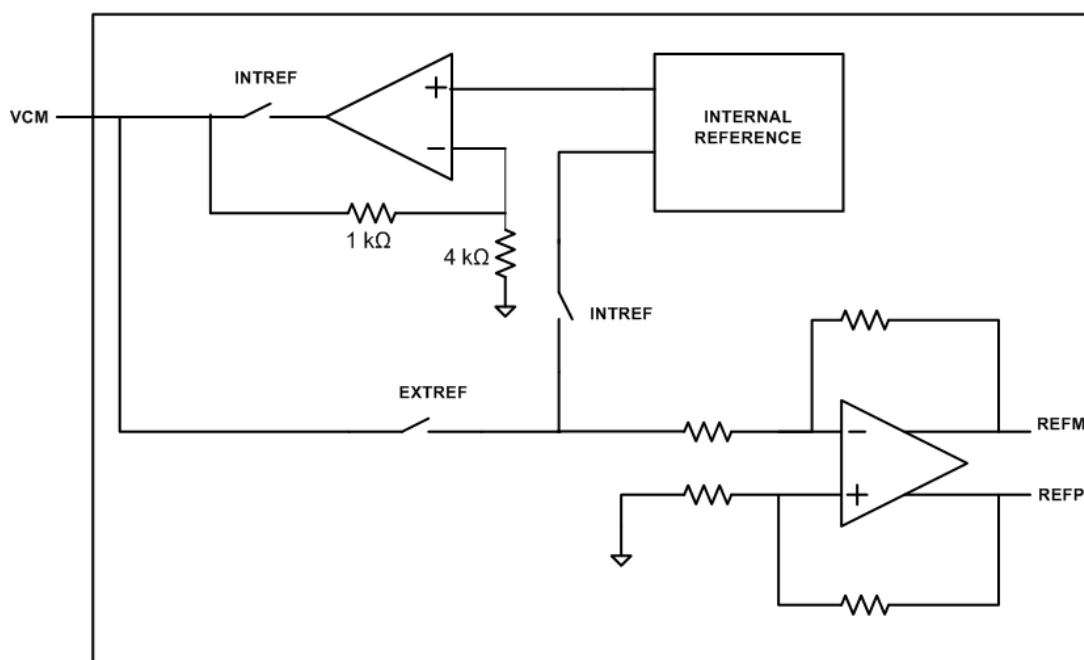 INTREF
VCM
+
−
INTERNAL
REFERENCE
1 kΩ
4 kΩ
INTREF
EXTREF
−
REFM
+
REFP